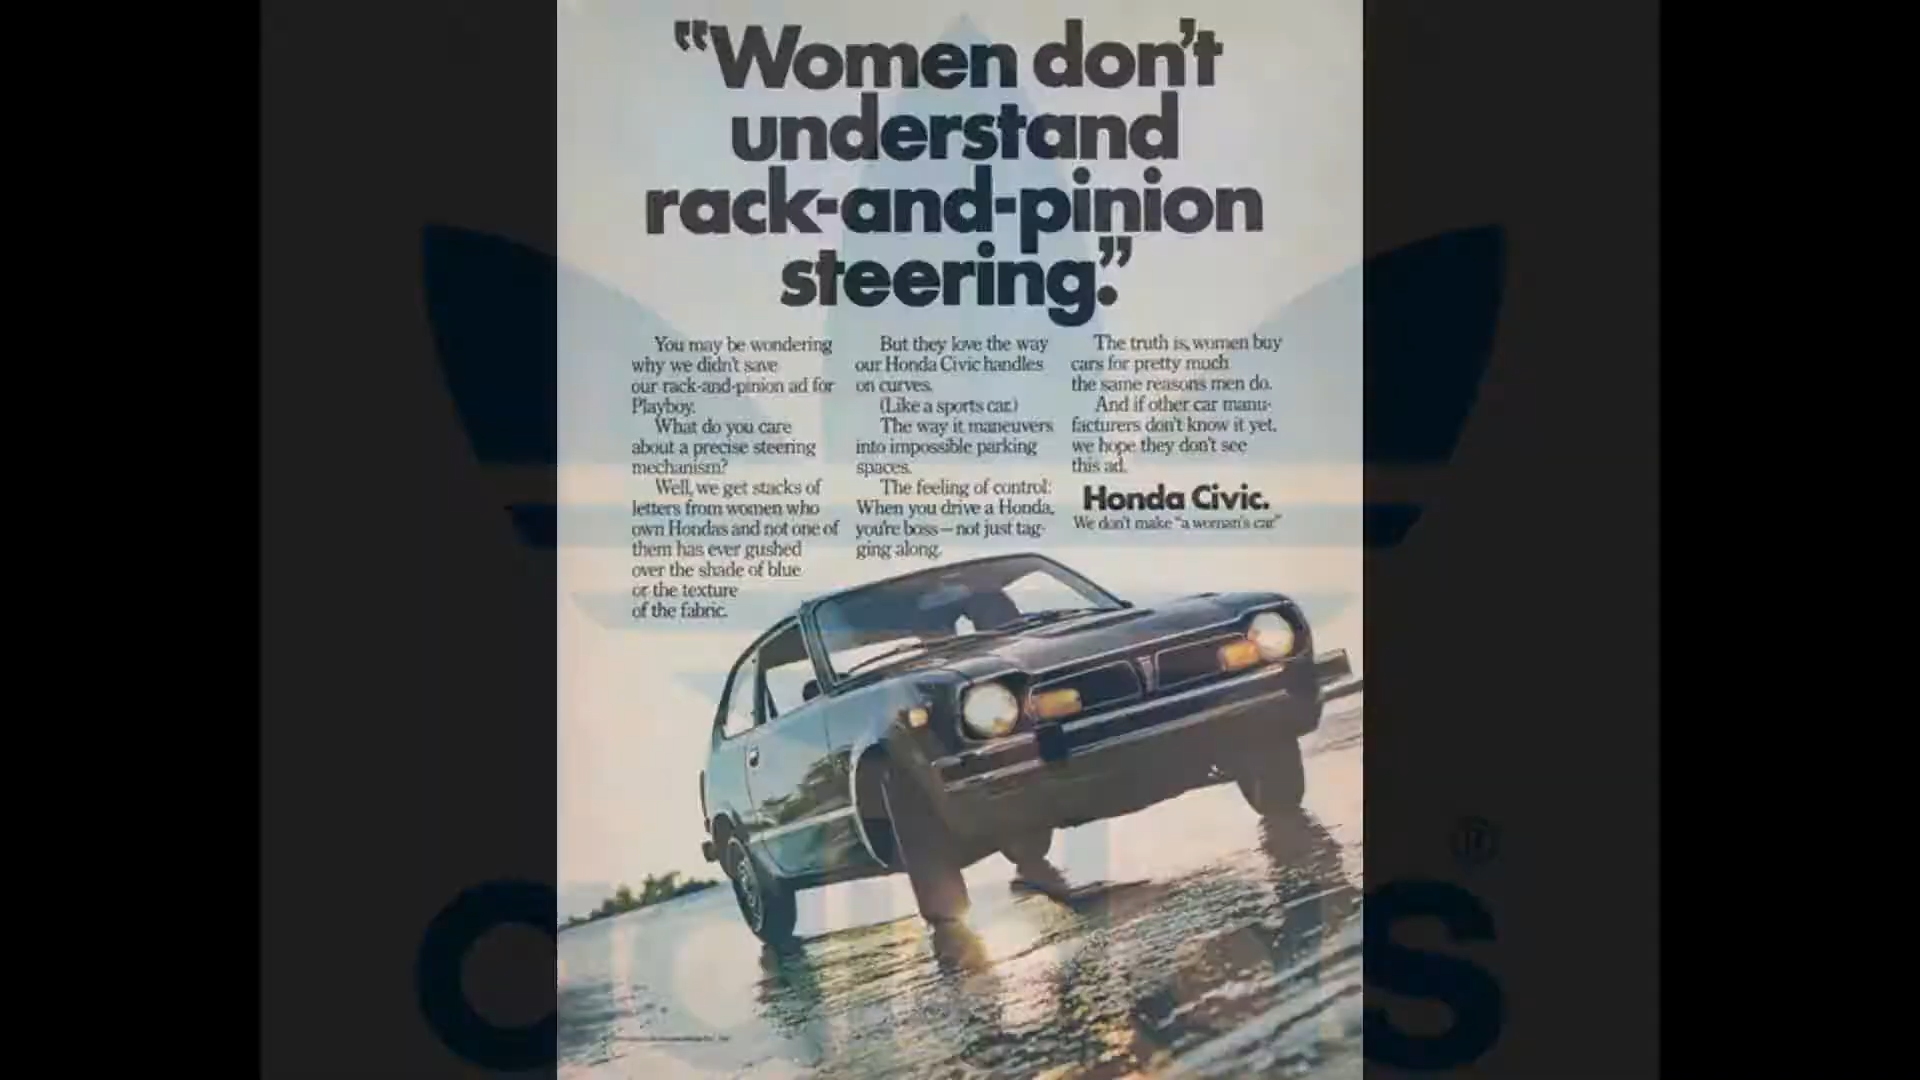 “Women don’t
understand
rack-and-pinion
steering.”
You may be wondering
why we didn’t save
our rack-and-pinion ad for
Playboy.
What do you care
about a precise steering
mechanism?
Well, we get stacks of
letters from women who
own Hondas and not one of
them has ever gushed
over the shade of blue
or the texture
of the fabric.
But they love the way
our Honda Civic handles
on curves.
(Like a sports car.)
The way it maneuvers
into impossible parking
spaces.
The feeling of control:
When you drive a Honda,
you’re boss—not just tag-
ging along.
The truth is, women buy
cars for pretty much
the same reasons men do.
And if other car manu-
facturers don’t know it yet,
we hope they don’t see
this ad.
Honda Civic.
We don’t make “a woman’s car.”
adidas
®